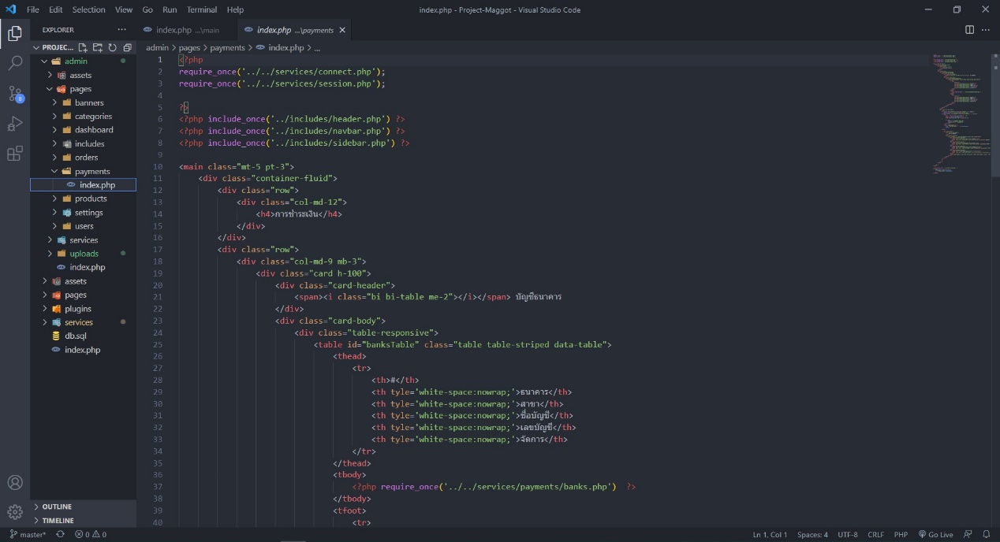 File Edit Selection View Go Run Terminal Help
index.php - Project-Maggot - Visual Studio Code
EXPLORER
index.php ...\main
index.php ...\payments
PROJEC...
admin > pages > payments > index.php > ...
admin
assets
pages
banners
categories
dashboard
includes
orders
payments
index.php
products
settings
users
services
uploads
index.php
assets
pages
plugins
services
db.sql
index.php
OUTLINE
TIMELINE
8
1 <?php
2 require_once('../../services/connect.php');
3 require_once('../../services/session.php');
4
5 ?>
6 <?php include_once('../includes/header.php') ?>
7 <?php include_once('../includes/navbar.php') ?>
8 <?php include_once('../includes/sidebar.php') ?>
9
10 <main class="mt-5 pt-3">
11 <div class="container-fluid">
12 <div class="row">
13 <div class="col-md-12">
14 <h4>การชำระเงิน</h4>
15 </div>
16 </div>
17 <div class="row">
18 <div class="col-md-9 mb-3">
19 <div class="card h-100">
20 <div class="card-header">
21 <span><i class="bi bi-table me-2"></i></span> บัญชีธนาคาร
22 </div>
23 <div class="card-body">
24 <div class="table-responsive">
25 <table id="banksTable" class="table table-striped data-table">
26 <thead>
27 <tr>
28 <th>#</th>
29 <th tyle='white-space:nowrap;'>ธนาคาร</th>
30 <th tyle='white-space:nowrap;'>สาขา</th>
31 <th tyle='white-space:nowrap;'>ชื่อบัญชี</th>
32 <th tyle='white-space:nowrap;'>เลขบัญชี</th>
33 <th tyle='white-space:nowrap;'>จัดการ</th>
34 </tr>
35 </thead>
36 <tbody>
37 <?php require_once('../../services/payments/banks.php') ?>
38 </tbody>
39 <tfoot>
40 <tr>
master* 0 0
Ln 1, Col 1 Spaces: 4 UTF-8 CRLF PHP Go Live